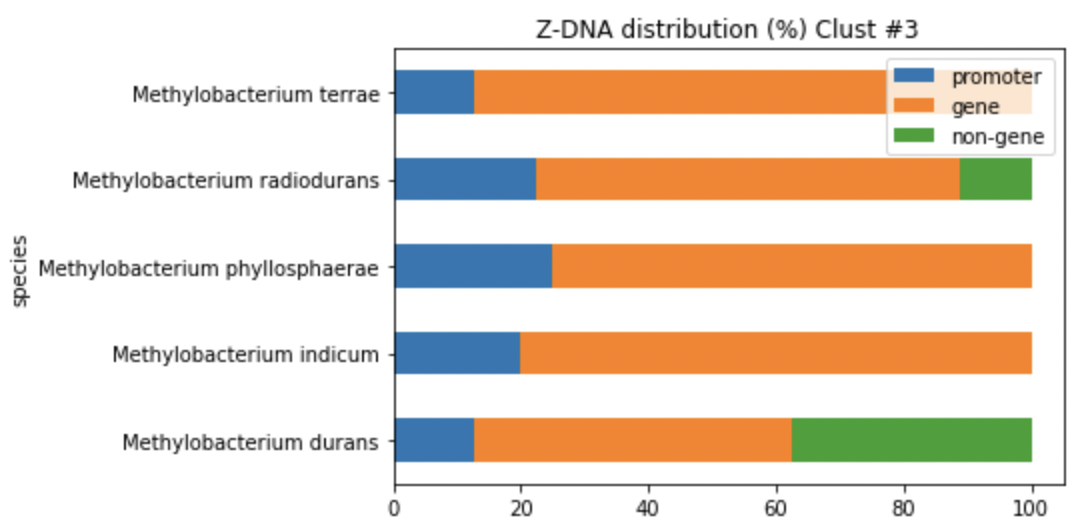 Z-DNA distribution (%) Clust #3
promoter
gene
non-gene
species
Methylobacterium terrae
Methylobacterium radiodurans
Methylobacterium phyllosphaerae
Methylobacterium indicum
Methylobacterium durans
0 20 40 60 80 100